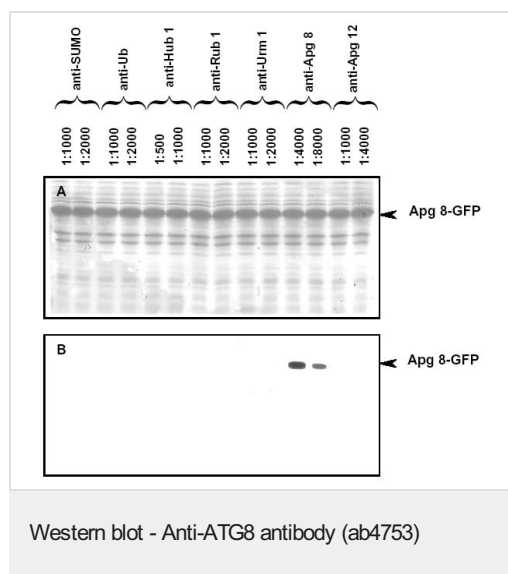 anti-SUMO
anti-Ub
anti-Hub 1
anti-Rub 1
anti-Urm 1
anti-Apg 8
anti-Apg 12
1:1000
1:2000
1:1000
1:2000
1:500
1:1000
1:1000
1:2000
1:1000
1:2000
1:4000
1:8000
1:1000
1:4000
A
Apg 8-GFP
B
Apg 8-GFP
Western blot - Anti-ATG8 antibody (ab4753)